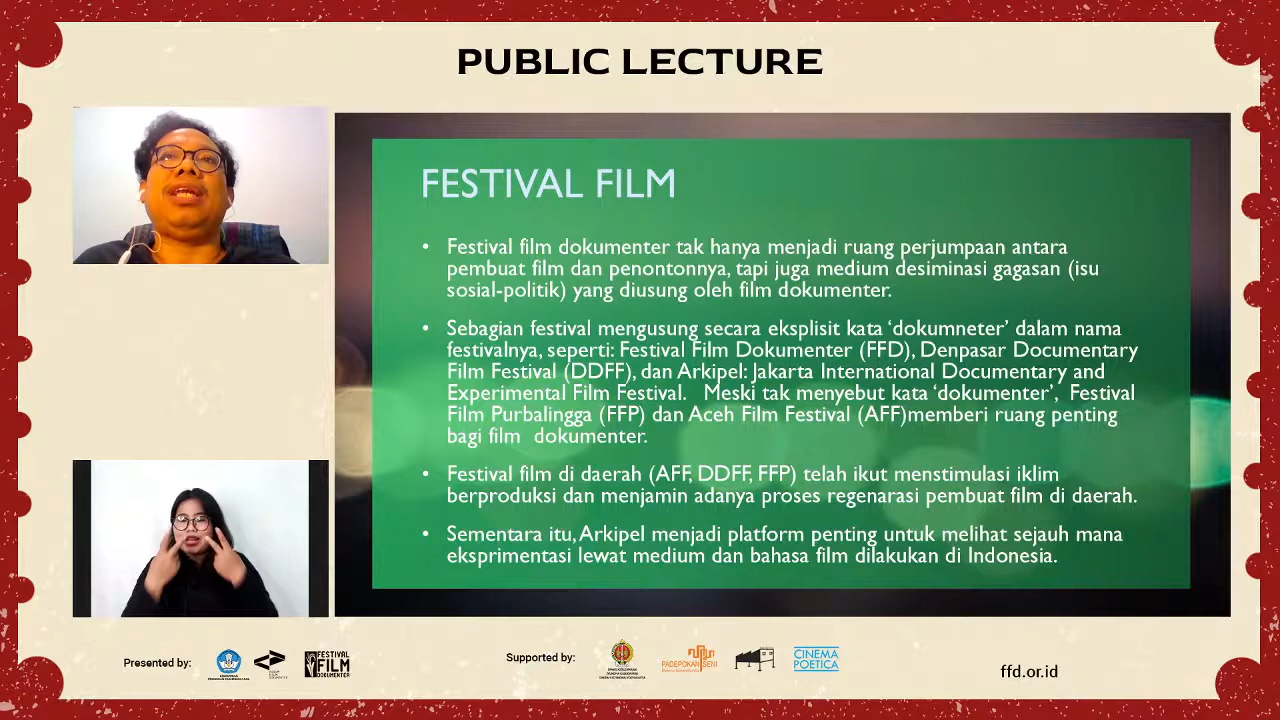 PUBLIC LECTURE
FESTIVAL FILM
• Festival film dokumenter tak hanya menjadi ruang perjumpaan antara
pembuat film dan penontonnya, tapi juga medium desiminasi gagasan (isu
sosial-politik) yang diusung oleh film dokumenter.
• Sebagian festival mengusung secara eksplisit kata ‘dokumneter’ dalam nama
festivalnya, seperti: Festival Film Dokumenter (FFD), Denpasar Documentary
Film Festival (DDFF), dan Arkipel: Jakarta International Documentary and
Experimental Film Festival. Meski tak menyebut kata ‘dokumenter’, Festival
Film Purbalingga (FFP) dan Aceh Film Festival (AFF)memberi ruang penting
bagi film dokumenter.
• Festival film di daerah (AFF, DDFF, FFP) telah ikut menstimulasi iklim
berproduksi dan menjamin adanya proses regenarasi pembuat film di daerah.
• Sementara itu, Arkipel menjadi platform penting untuk melihat sejauh mana
eksprimentasi lewat medium dan bahasa film dilakukan di Indonesia.
Presented by:
FESTIVAL
FILM
DOKUMENTER
Supported by:
PADEPOKAN SENI
CINEMA
POETICA
ffd.or.id